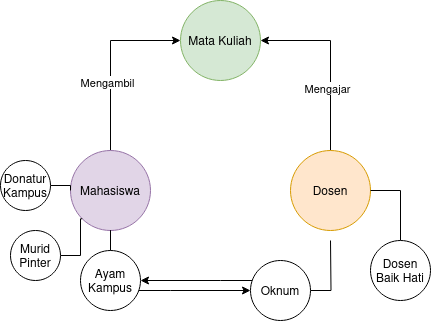 Mata Kuliah
Mengambil
Mengajar
Donatur
Kampus
Mahasiswa
Dosen
Murid
Pinter
Ayam
Kampus
Oknum
Dosen
Baik Hati